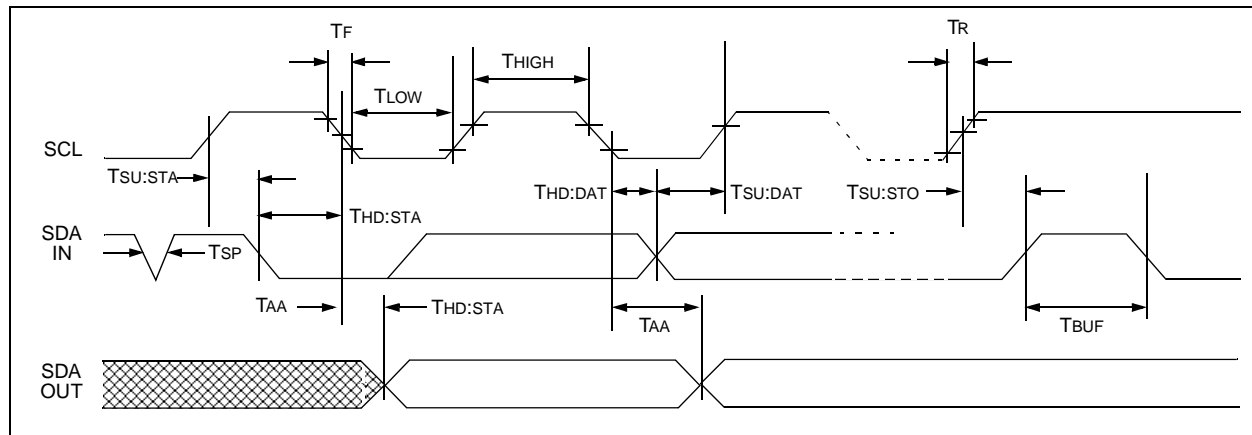 TF
TR
THIGH
TLOW
SCL
TSU:STA
THD:DAT
TSU:DAT
TSU:STO
THD:STA
SDA
IN
TSP
TAA
THD:STA
TAA
TBUF
SDA
OUT